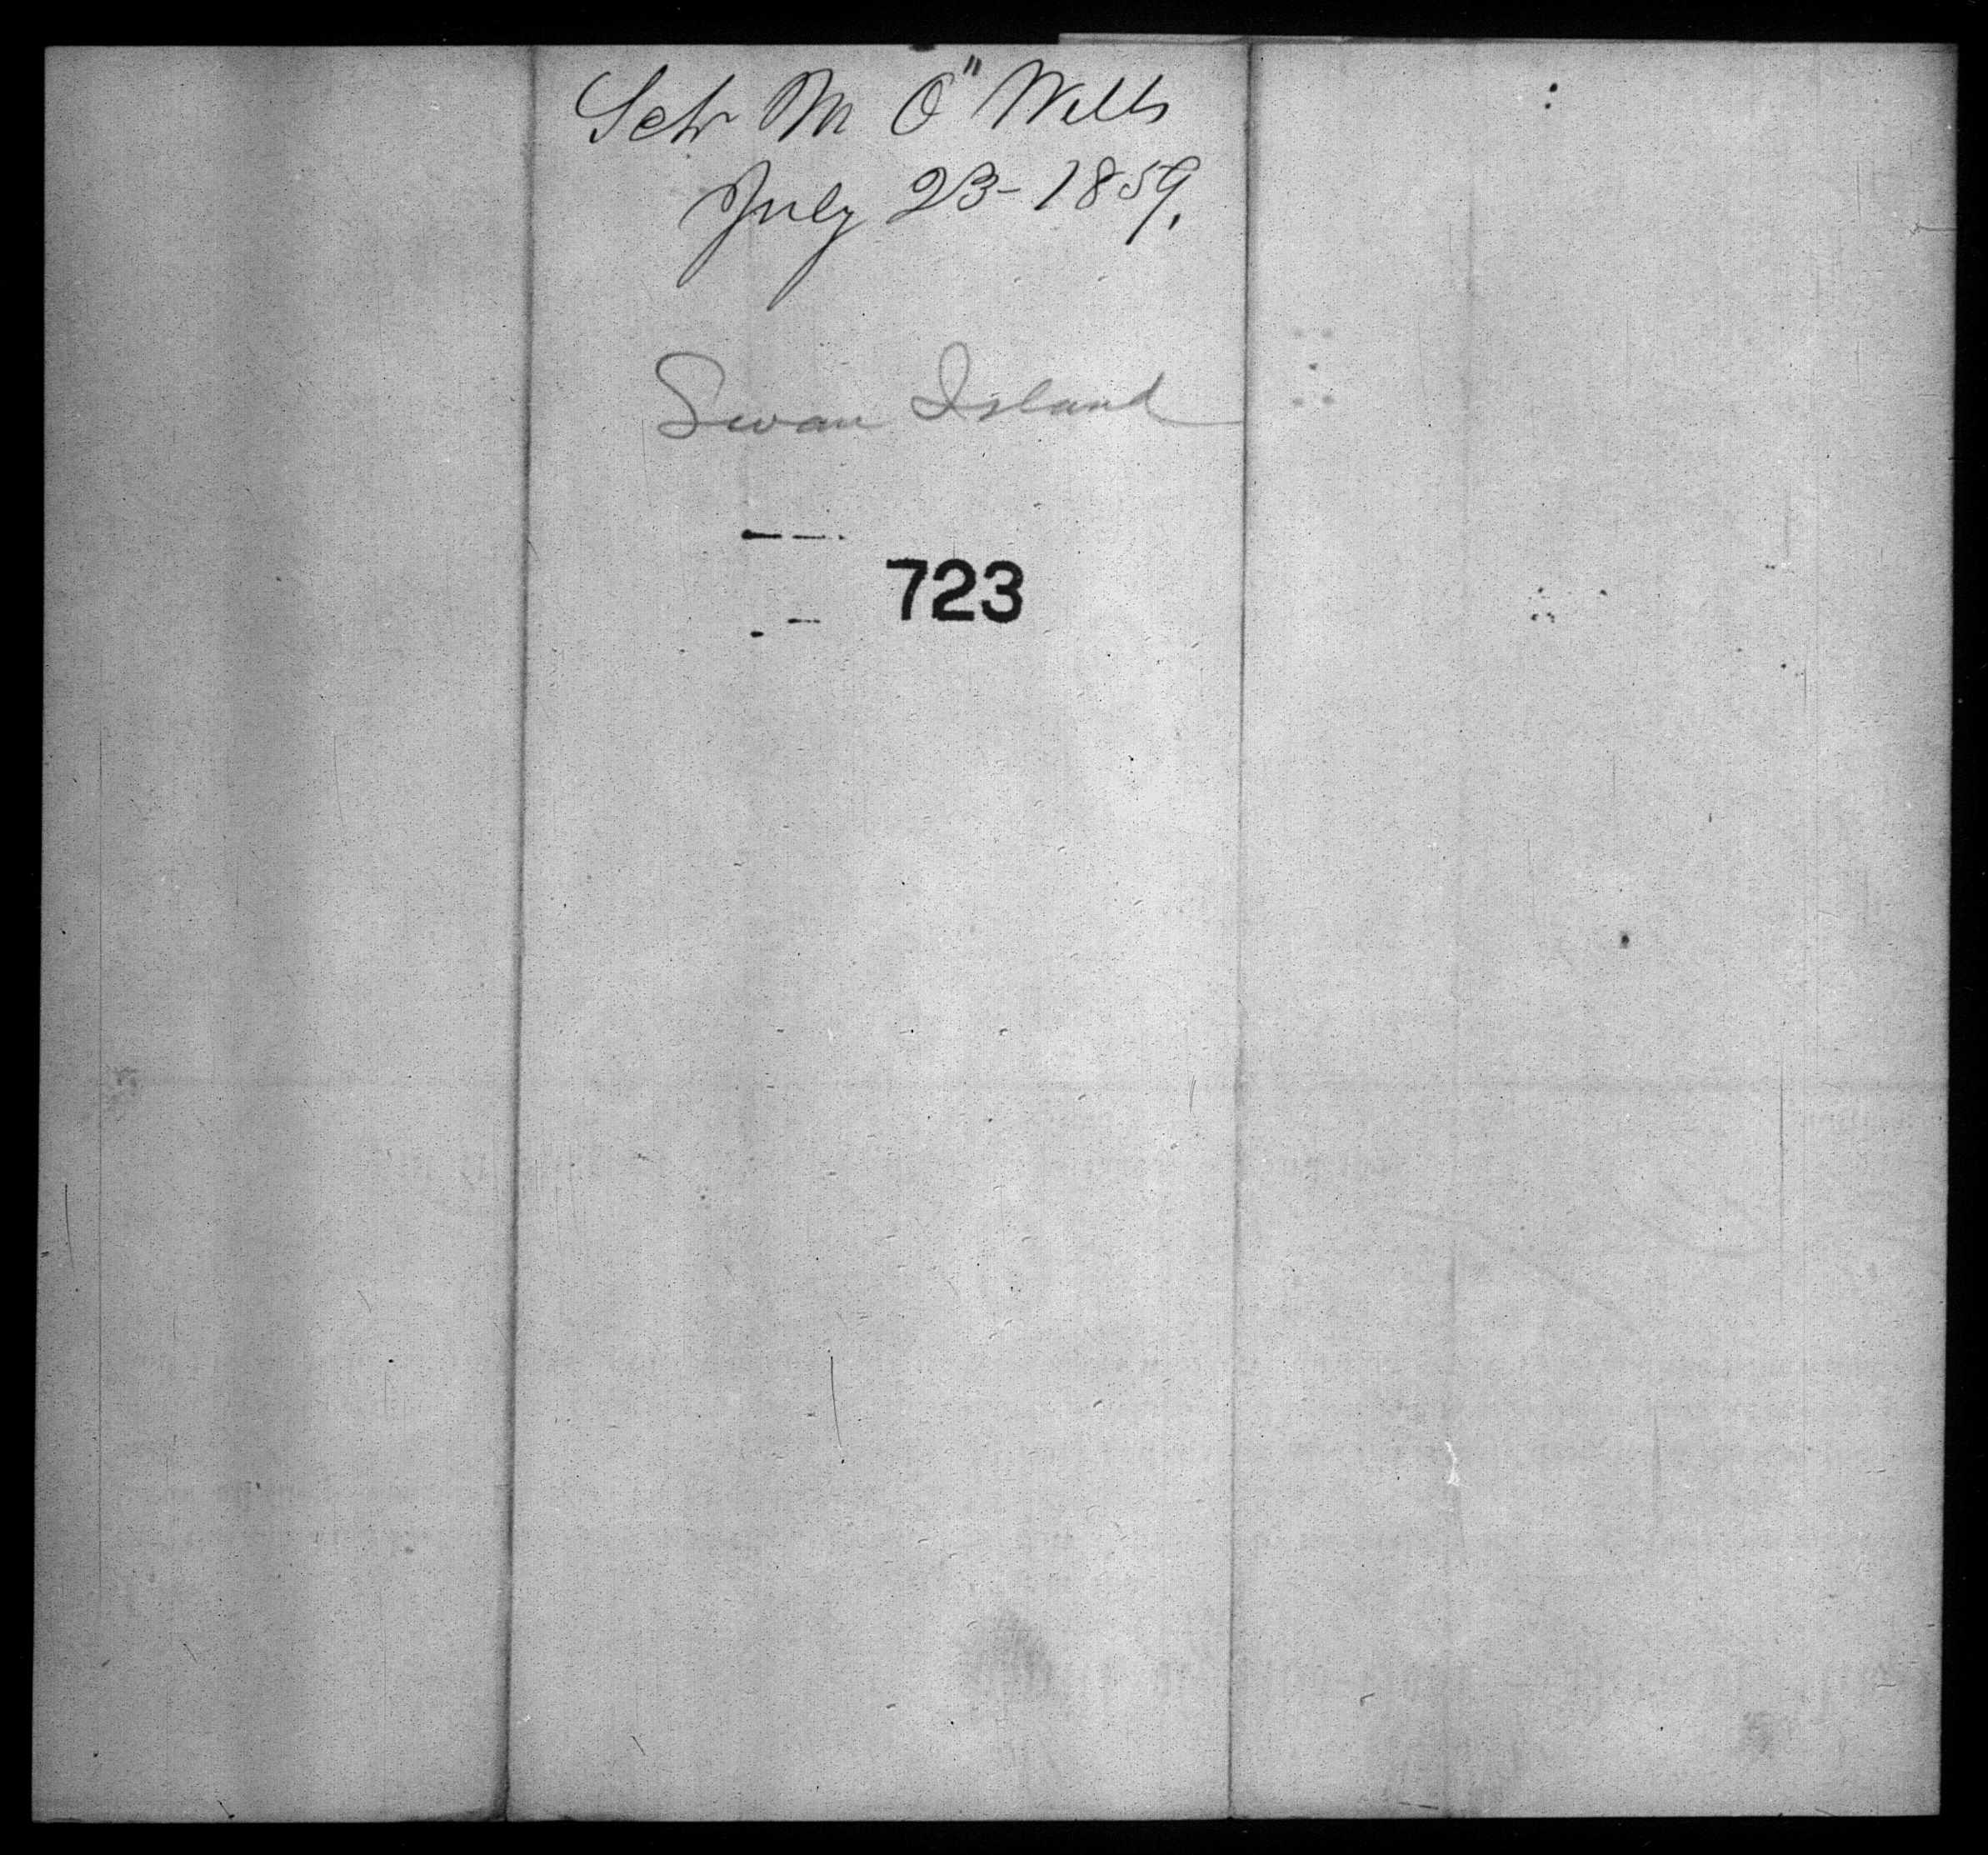 Schr M O" Wells
July 23-1859.
Swan Island
723